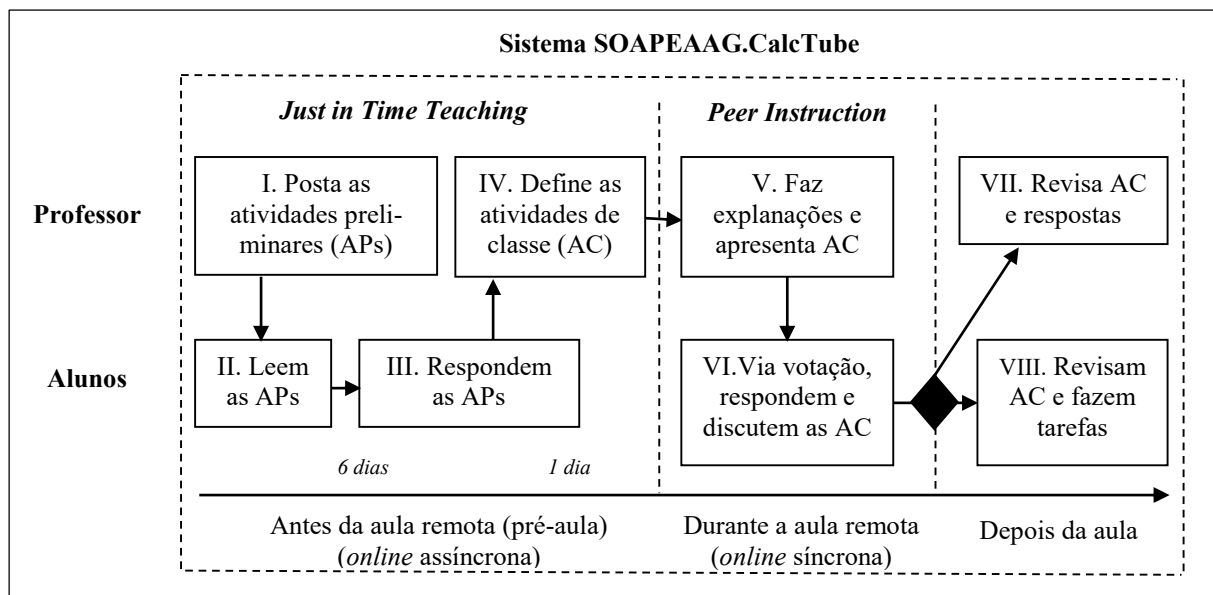 Sistema SOAPEAAG.CalcTube
Just in Time Teaching
Peer Instruction
Professor
I. Posta as
atividades preli-
minares (APs)
IV. Define as
atividades de
classe (AC)
V. Faz
explanações e
apresenta AC
VII. Revisa AC
e respostas
Alunos
II. Leem
as APs
III. Respondem
as APs
VI.Via votação,
respondem e
discutem as AC
VIII. Revisam
AC e fazem
tarefas
6 dias
1 dia
Antes da aula remota (pré-aula)
(online assíncrona)
Durante a aula remota
(online síncrona)
Depois da aula